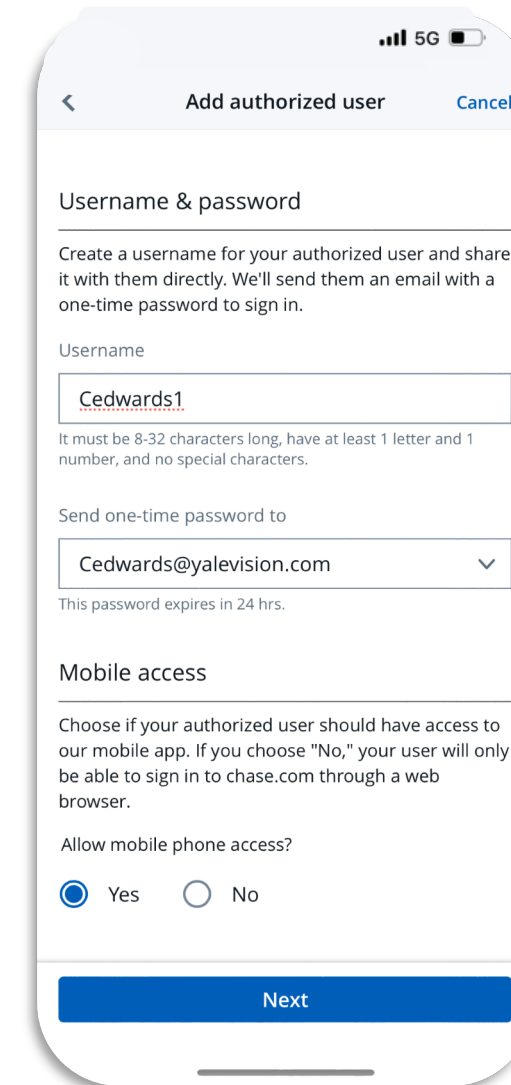 5G
Add authorized user
Cancel
Username & password
Create a username for your authorized user and share
it with them directly. We'll send them an email with a
one-time password to sign in.
Username
Cedwards1
It must be 8-32 characters long, have at least 1 letter and 1
number, and no special characters.
Send one-time password to
Cedwards@yalevision.com
This password expires in 24 hrs.
Mobile access
Choose if your authorized user should have access to
our mobile app. If you choose "No," your user will only
be able to sign in to chase.com through a web
browser.
Allow mobile phone access?
Yes
No
Next